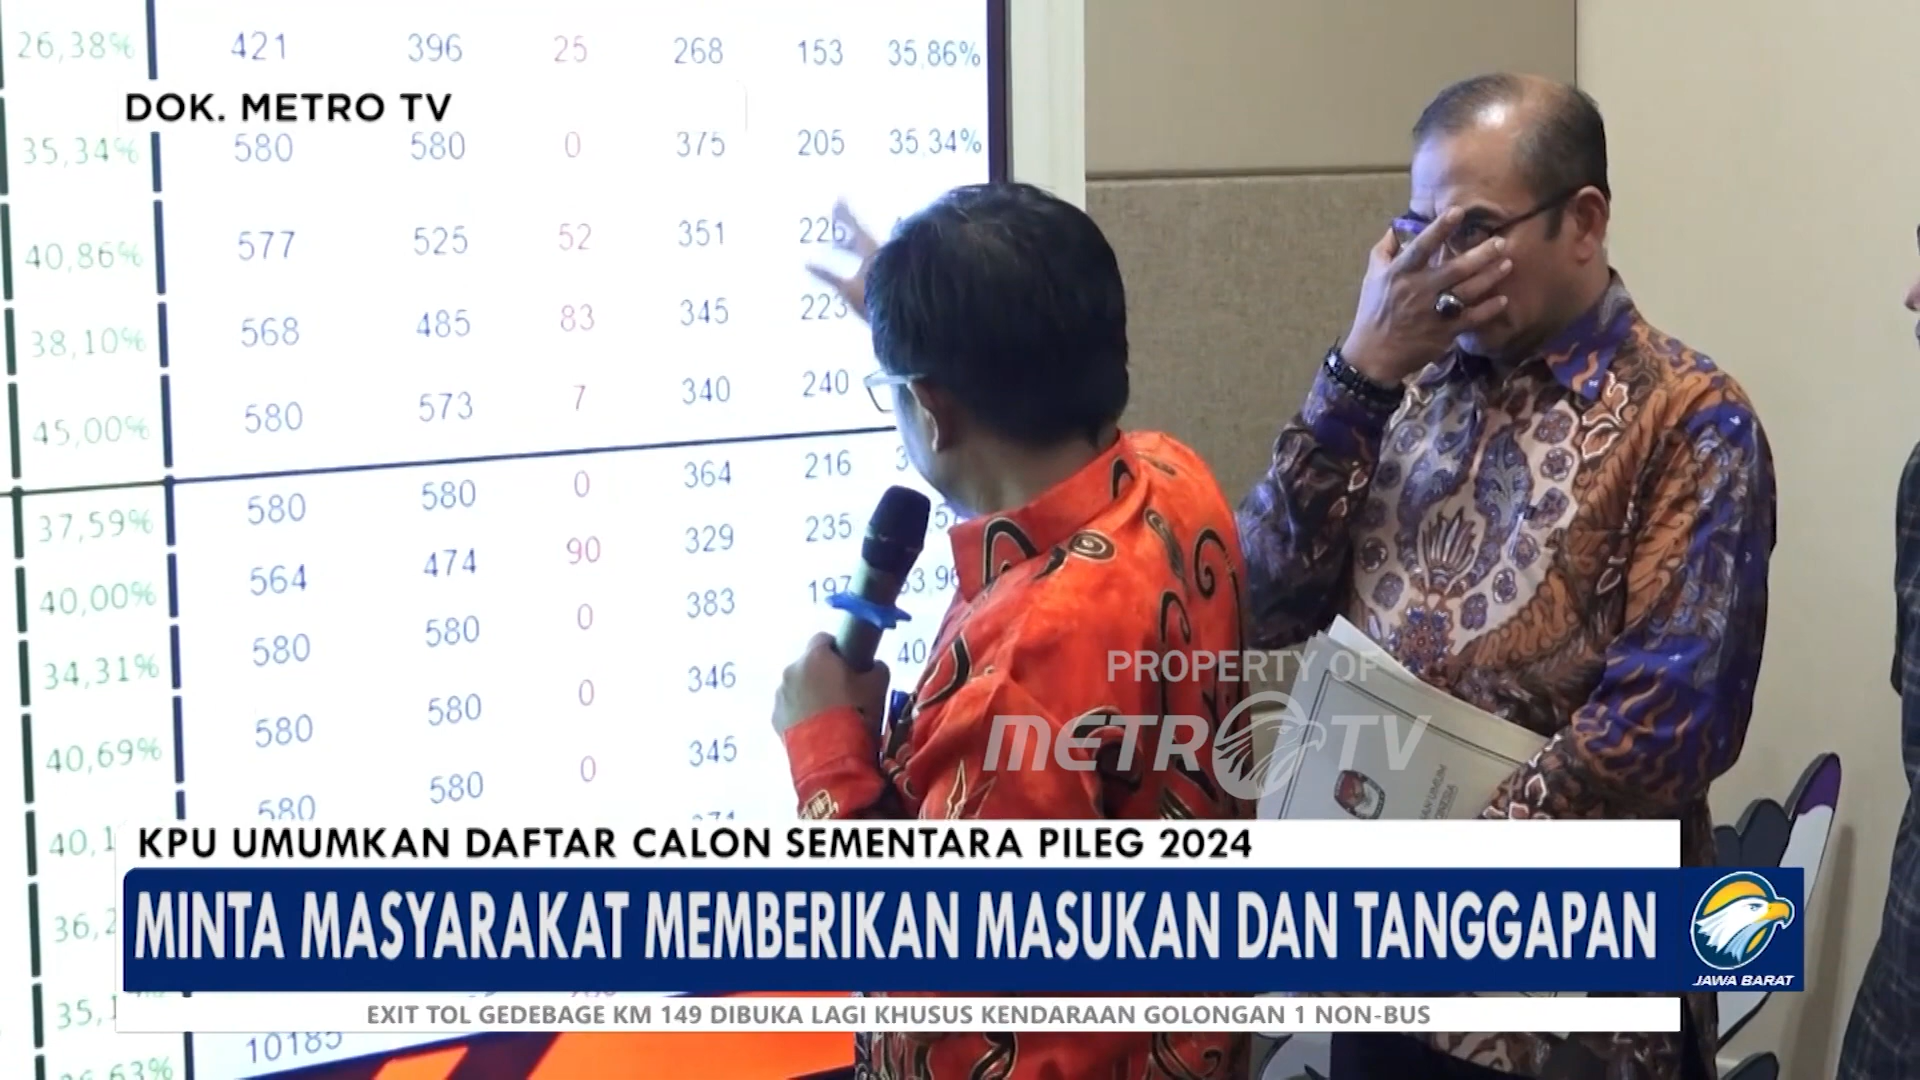 26,38% 421 396 25 268 153 35,86%
DOK. METRO TV
35,34% 580 580 0 375 205 35,34%
40,86% 577 525 52 351 226
38,10% 568 485 83 345 223
45,00% 580 573 7 340 240
37,59% 580 580 0 364 216
40,00% 564 474 90 329 235
34,31% 580 580 0 383 197
40,69% 580 580 0 346
580 580 0 345
PROPERTY OF
METRO TV
KPU UMUMKAN DAFTAR CALON SEMENTARA PILEG 2024
MINTA MASYARAKAT MEMBERIKAN MASUKAN DAN TANGGAPAN
JAWA BARAT
EXIT TOL GEDEBAGE KM 149 DIBUKA LAGI KHUSUS KENDARAAN GOLONGAN 1 NON-BUS
10185